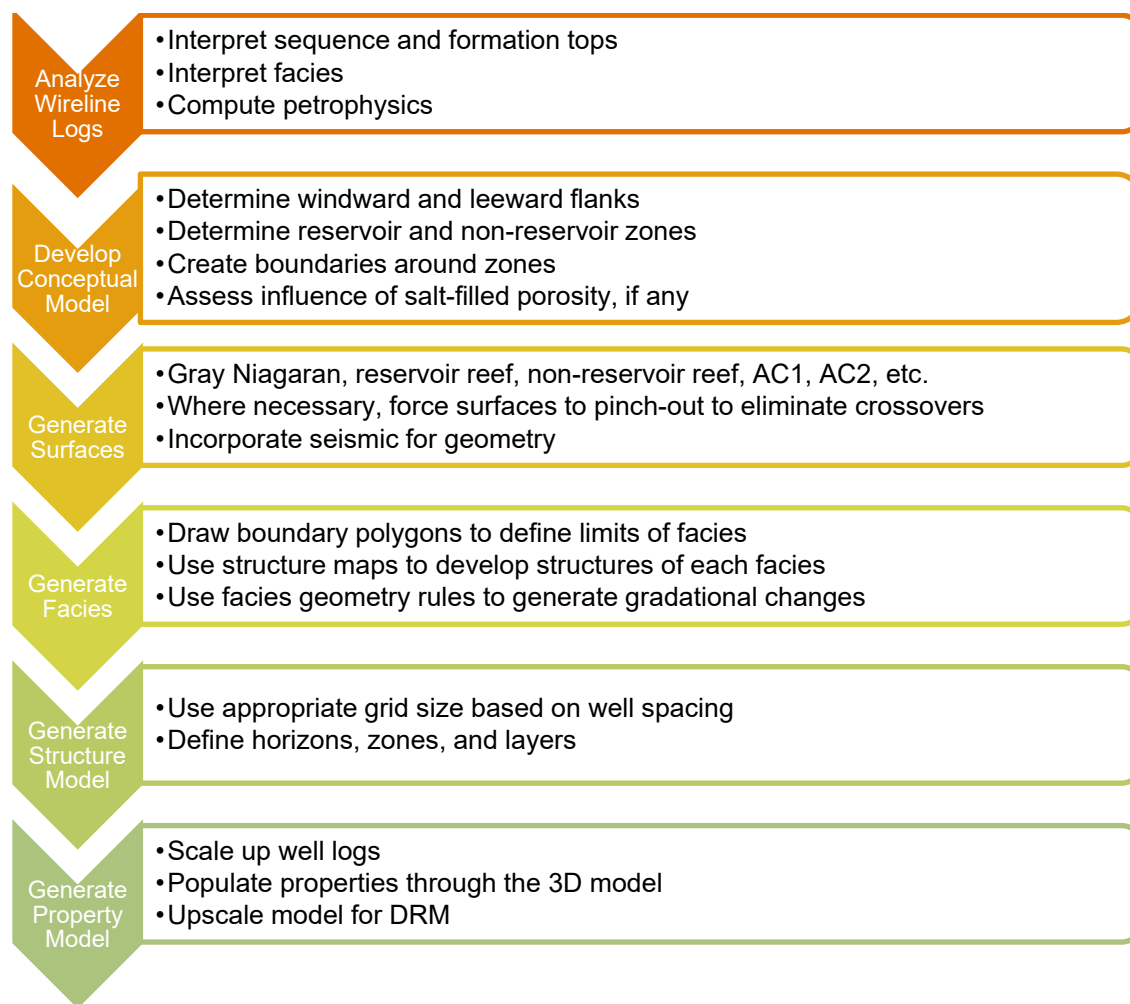 Analyze
Wireline
Logs
•Interpret sequence and formation tops
•Interpret facies
•Compute petrophysics
Develop
Conceptual
Model
•Determine windward and leeward flanks
•Determine reservoir and non-reservoir zones
•Create boundaries around zones
•Assess influence of salt-filled porosity, if any
Generate
Surfaces
•Gray Niagaran, reservoir reef, non-reservoir reef, AC1, AC2, etc.
•Where necessary, force surfaces to pinch-out to eliminate crossovers
•Incorporate seismic for geometry
Generate
Facies
•Draw boundary polygons to define limits of facies
•Use structure maps to develop structures of each facies
•Use facies geometry rules to generate gradational changes
Generate
Structure
Model
•Use appropriate grid size based on well spacing
•Define horizons, zones, and layers
Generate
Property
Model
•Scale up well logs
•Populate properties through the 3D model
•Upscale model for DRM